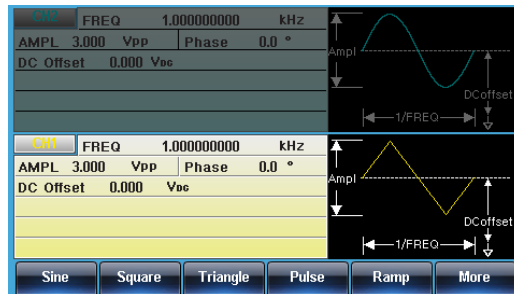 CH2 FREQ 1.000000000 kHz
AMPL 3.000 Vpp Phase 0.0 °
DC Offset 0.000 VDC
Ampl
DCoffset
1/FREQ
CH1 FREQ 1.000000000 kHz
AMPL 3.000 Vpp Phase 0.0 °
DC Offset 0.000 VDC
Ampl
DCoffset
1/FREQ
Sine Square Triangle Pulse Ramp More